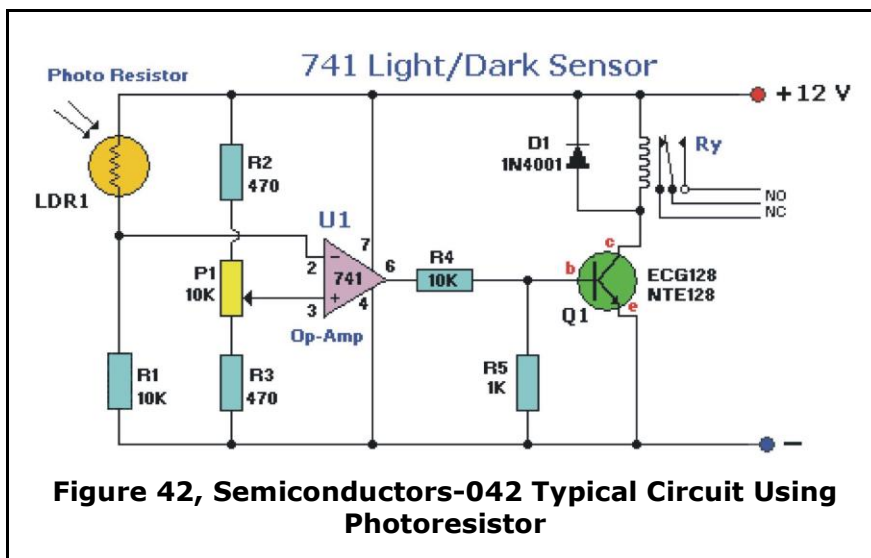 741 Light/Dark Sensor
Photo Resistor
+12 V
LDR1
R2
470
D1
1N4001
Ry
NO
NC
U1
7
2
-
741
6
P1
10K
3
+
4
Op-Amp
R4
10K
c
b
e
Q1
ECG128
NTE128
R1
10K
R3
470
R5
1K
-
Figure 42, Semiconductors-042 Typical Circuit Using
Photoresistor